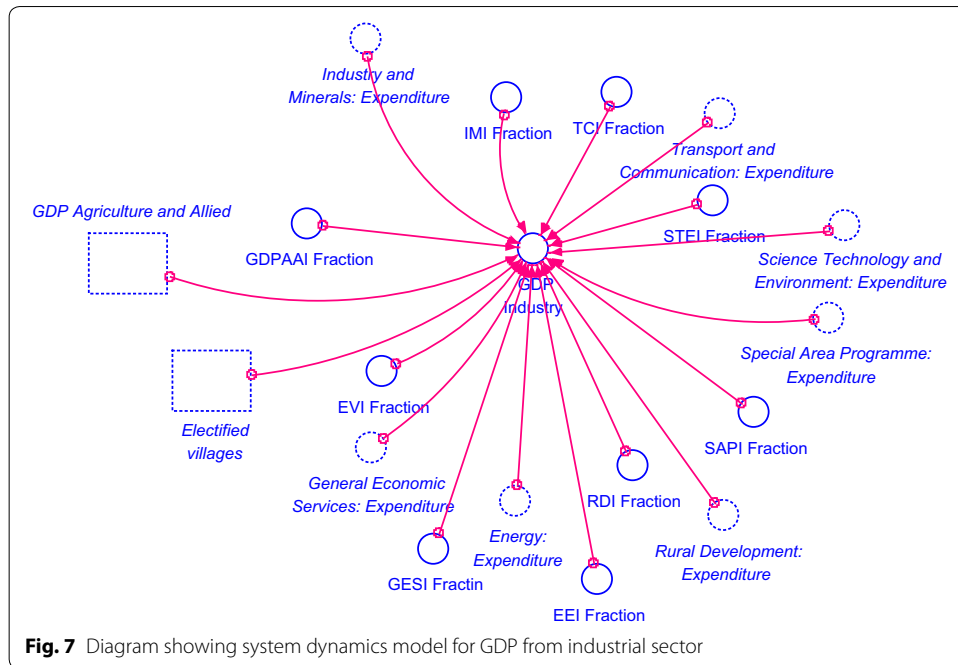 Industry and
Minerals: Expenditure
IMI Fraction
TCI Fraction
Transport and
Communication: Expenditure
GDP Agriculture and Allied
GDPAAI Fraction
STEI Fraction
Science Technology and
Environment: Expenditure
GDP
Industry
Special Area Programme:
Expenditure
EVI Fraction
Electified
villages
SAPI Fraction
General Economic
Services: Expenditure
RDI Fraction
Energy:
Expenditure
Rural Development:
Expenditure
GESI Fractin
EEI Fraction
Fig. 7 Diagram showing system dynamics model for GDP from industrial sector